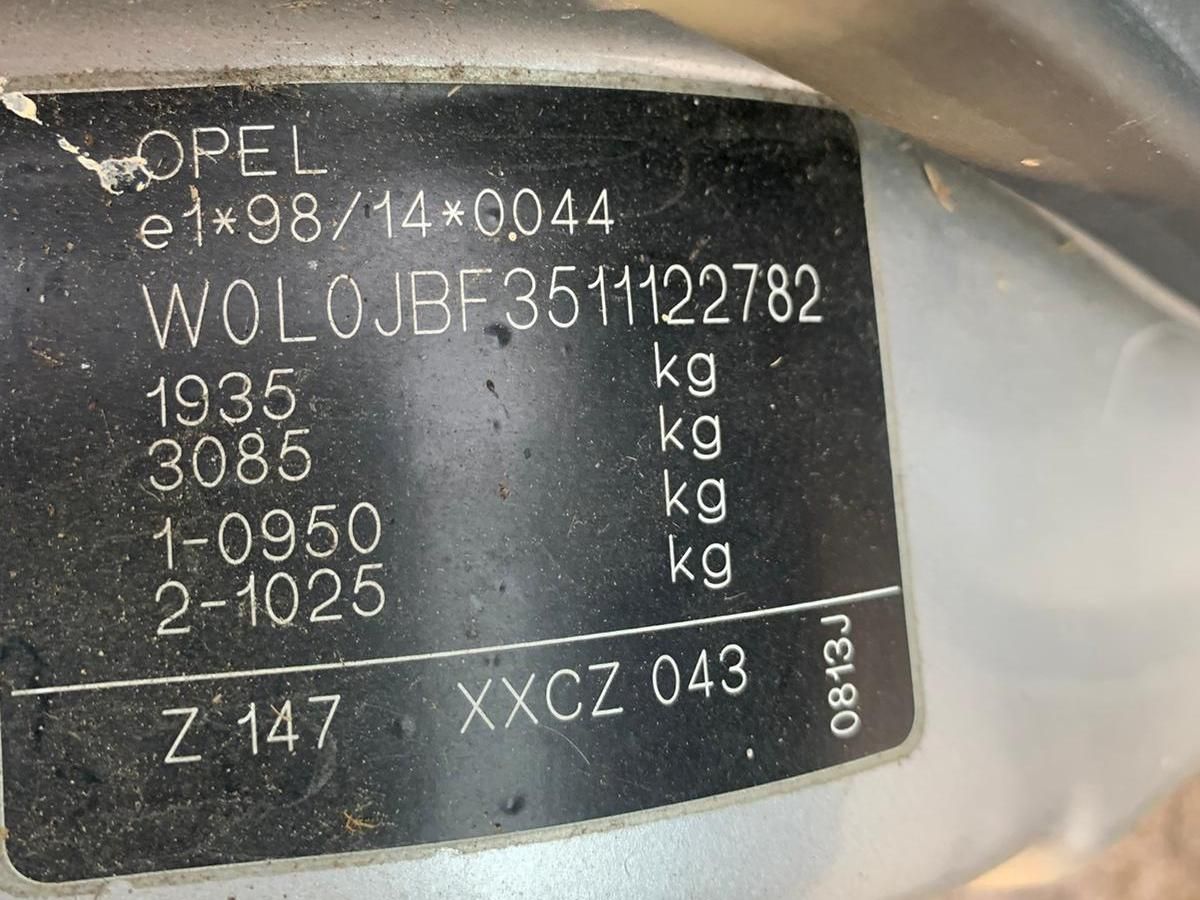 OPEL
e1*98/14*0044
W0L0JBF3511122782
1935 kg
3085 kg
1-0950 kg
2-1025 kg
Z 147 XXCZ 043
0813J